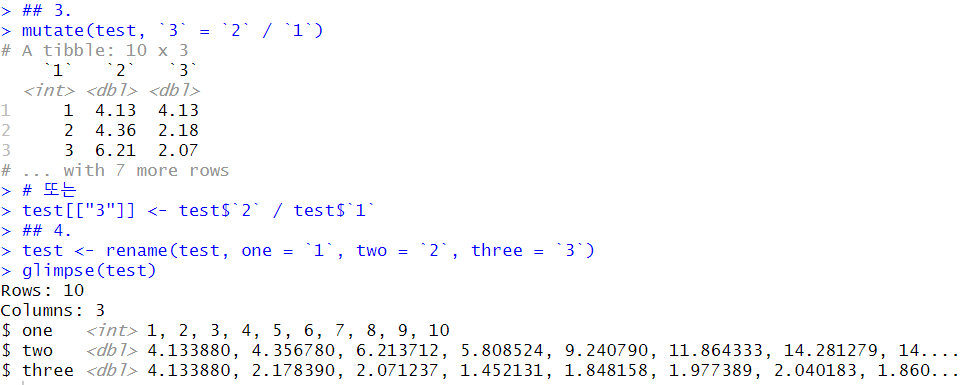 > ## 3.
> mutate(test, `3` = `2` / `1`)
# A tibble: 10 x 3
`1` `2` `3`
<int> <dbl> <dbl>
1 1 4.13 4.13
2 2 4.36 2.18
3 3 6.21 2.07
# ... with 7 more rows
> # 또는
> test[["3"]] <- test$`2` / test$`1`
> ## 4.
> test <- rename(test, one = `1`, two = `2`, three = `3`)
> glimpse(test)
Rows: 10
Columns: 3
$ one <int> 1, 2, 3, 4, 5, 6, 7, 8, 9, 10
$ two <dbl> 4.133880, 4.356780, 6.213712, 5.808524, 9.240790, 11.864333, 14.281279, 14....
$ three <dbl> 4.133880, 2.178390, 2.071237, 1.452131, 1.848158, 1.977389, 2.040183, 1.860...